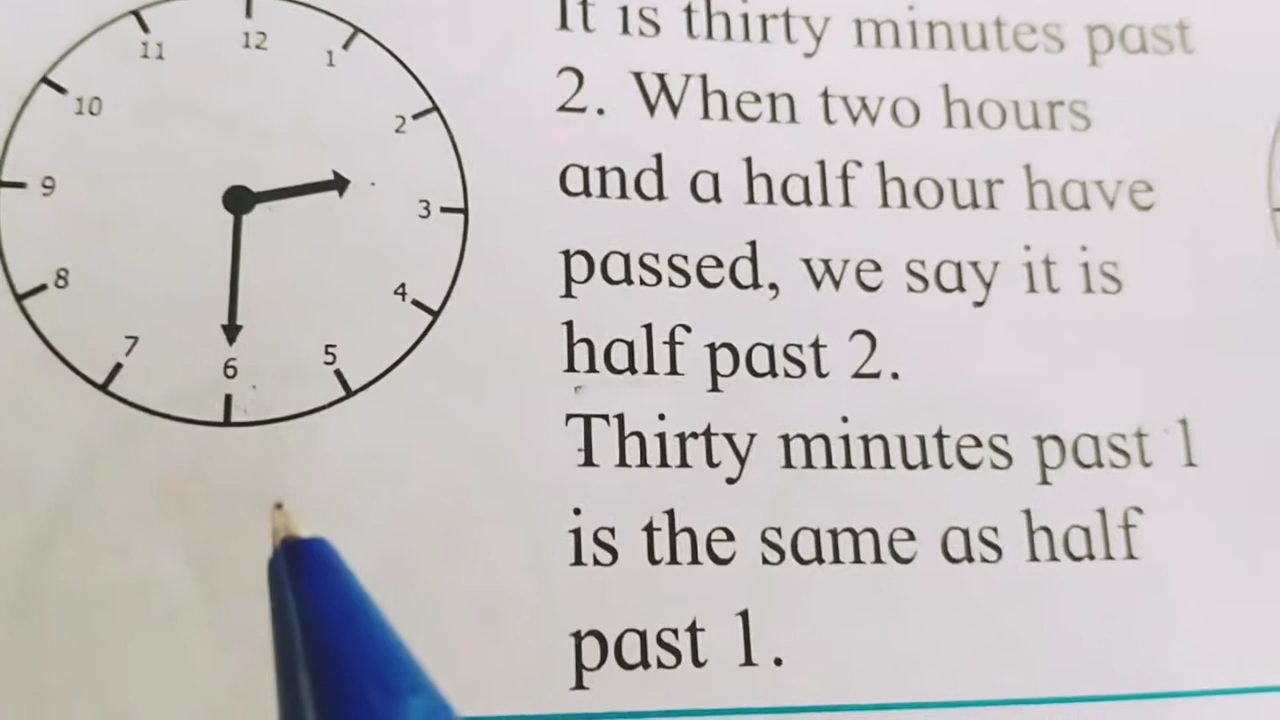 12
11
1
10
2
9
3
8
4
7
5
6
It is thirty minutes past
2. When two hours
and a half hour have
passed, we say it is
half past 2.
Thirty minutes past 1
is the same as half
past 1.